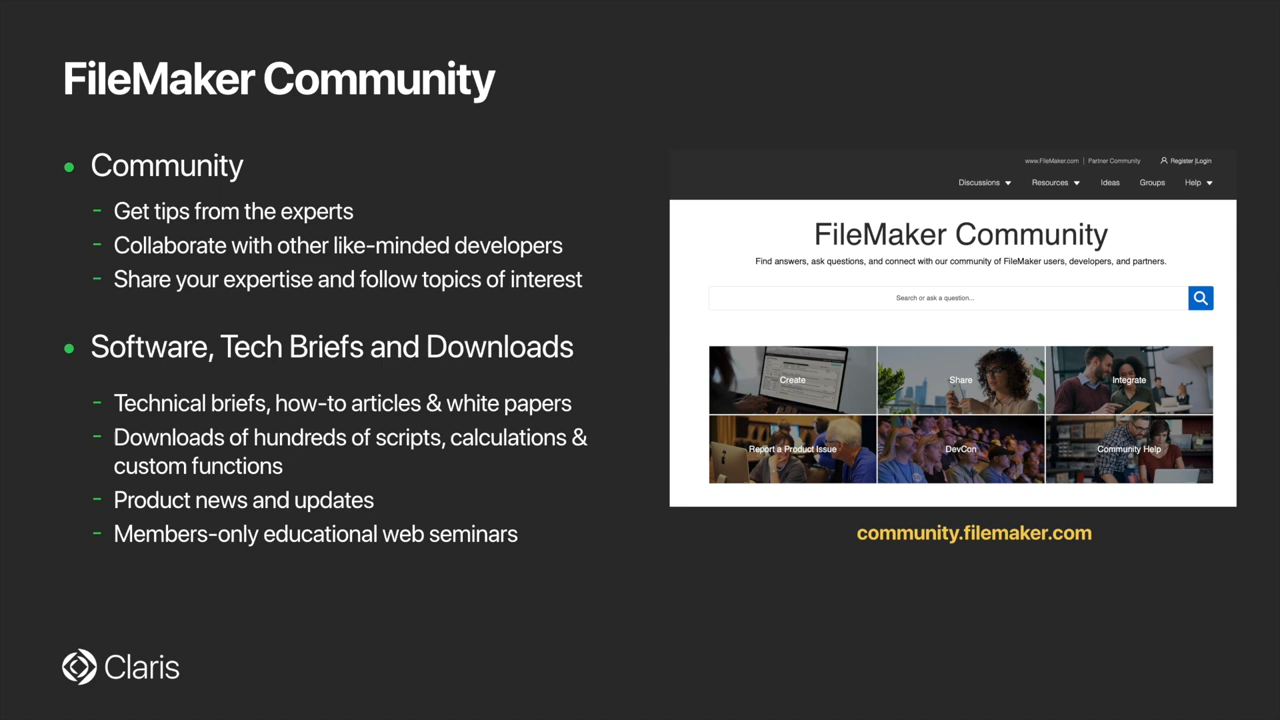 FileMaker Community
• Community
- Get tips from the experts
- Collaborate with other like-minded developers
- Share your expertise and follow topics of interest
• Software, Tech Briefs and Downloads
- Technical briefs, how-to articles & white papers
- Downloads of hundreds of scripts, calculations &
custom functions
- Product news and updates
- Members-only educational web seminars
www.FileMaker.com | Partner Community Register |Login
Discussions Resources Ideas Groups Help
FileMaker Community
Find answers, ask questions, and connect with our community of FileMaker users, developers, and partners.
Search or ask a question...
Create Share Integrate
Report a Product Issue DevCon Community Help
community.filemaker.com
Claris